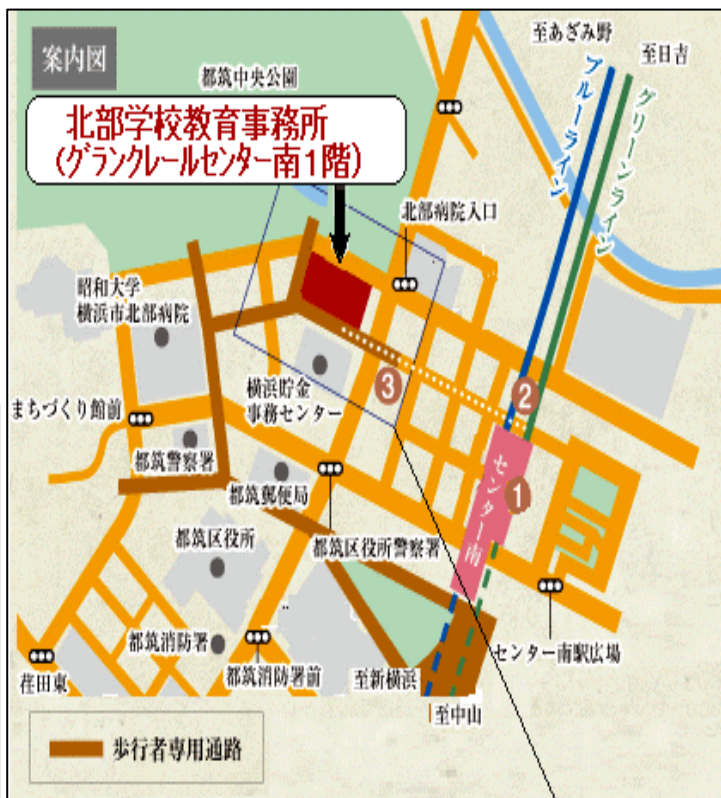 案内図
都筑中央公園
至あざみ野
至日吉
ブルーライン
グリーンライン
北部学校教育事務所
(グランクレールセンター南1階)
北部病院入口
昭和大学
横浜市北部病院
横浜貯金
事務センター
3
2
まちづくり館前
都筑警察署
都筑郵便局
センター南
1
都筑区役所
都筑区役所警察署
都筑消防署
荏田東
都筑消防署前
至新横浜
センター南駅広場
至中山
歩行者専用通路